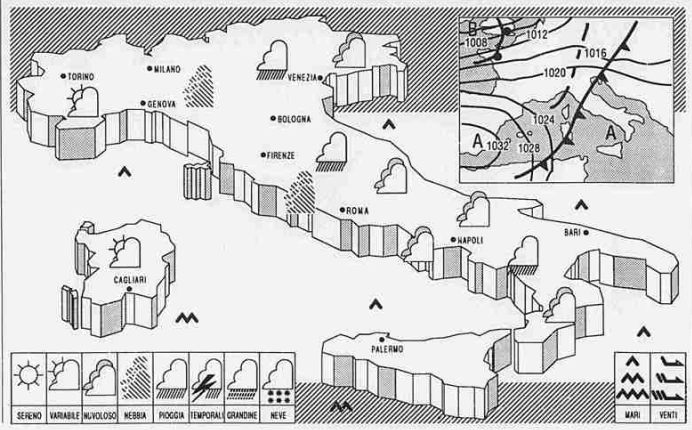 B
1008
1012
1016
1020
1024
A
1032
1028
A
TORINO
MILANO
VENEZIA
GENOVA
BOLOGNA
FIRENZE
ROMA
NAPOLI
BARI
CAGLIARI
PALERMO
SERENO VARIABILE NUVOLOSO NEBBIA PIOGGIA TEMPORALI GRANDINE NEVE
MARI VENTI